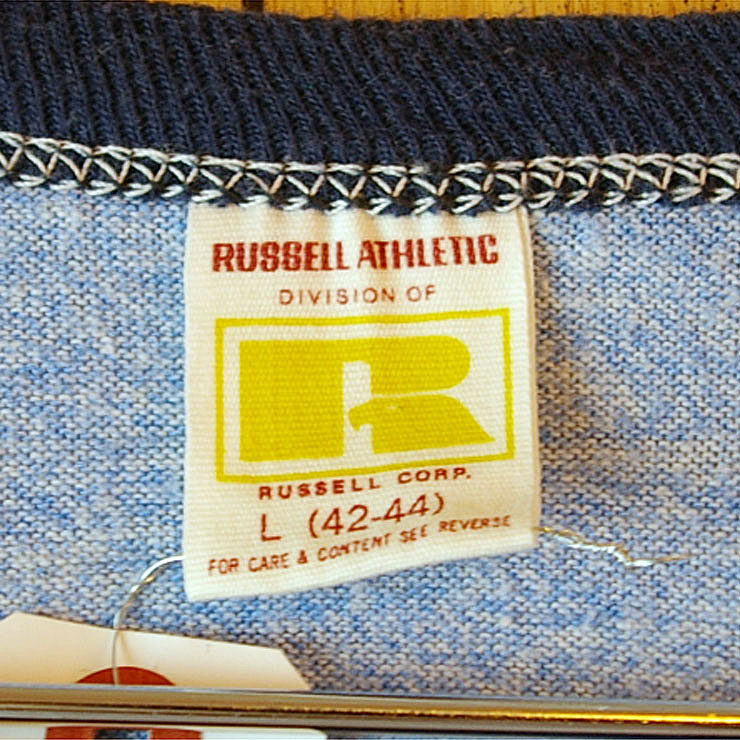 RUSSELL ATHLETIC
DIVISION OF
R
RUSSELL CORP.
L (42-44)
FOR CARE & CONTENT SEE REVERSE